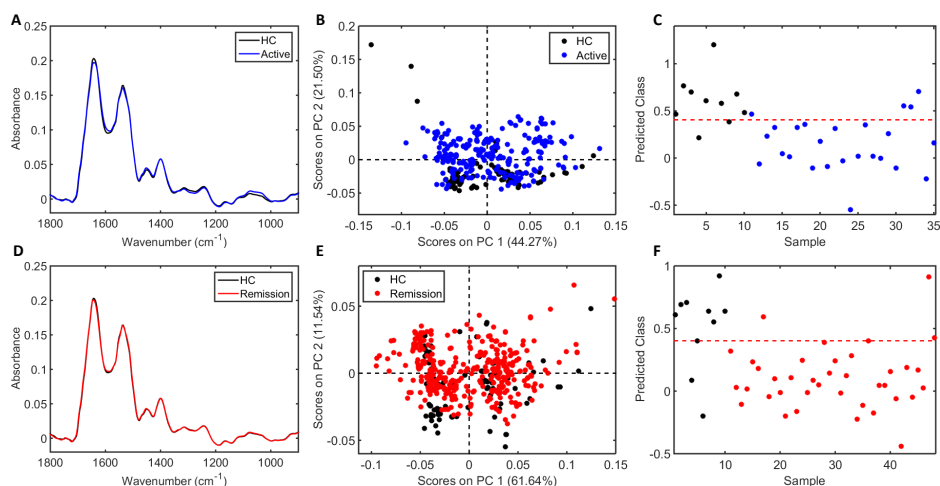 A
0.25
0.2
0.15
0.1
0.05
0
Absorbance
HC
Active
1800
1600
1400
1200
1000
Wavenumber (cm-1)
B
0.2
0.15
0.1
0.05
0
-0.05
-0.1
Scores on PC 2 (21.50%)
HC
Active
-0.15
-0.1
-0.05
0
0.05
0.1
0.15
Scores on PC 1 (44.27%)
C
1
0.5
0
-0.5
Predicted Class
5
10
15
20
25
30
35
Sample
D
0.25
0.2
0.15
0.1
0.05
0
Absorbance
HC
Remission
1800
1600
1400
1200
1000
Wavenumber (cm-1)
E
0.05
0
-0.05
Scores on PC 2 (11.54%)
HC
Remission
-0.1
-0.05
0
0.05
0.1
0.15
Scores on PC 1 (61.64%)
F
1
0.5
0
-0.5
Predicted Class
10
20
30
40
Sample